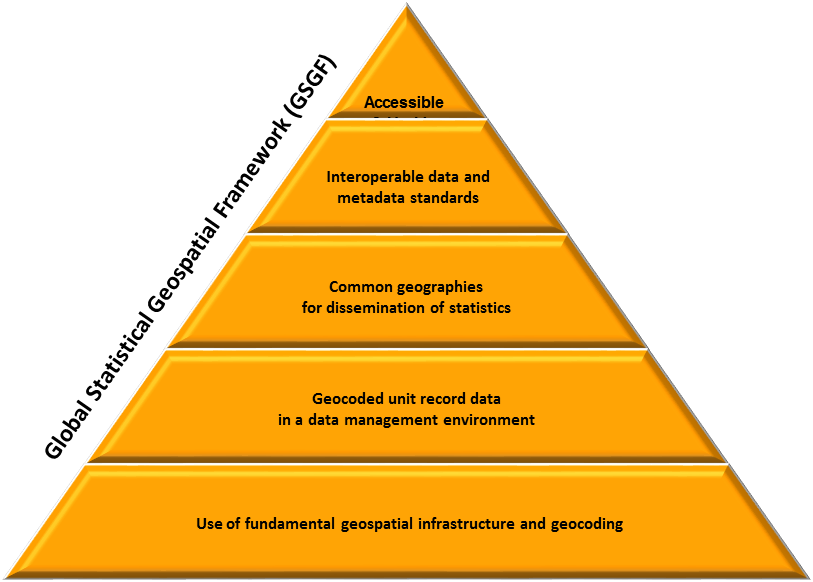 Global Statistical Geospatial Framework (GSGF)
Accessible
Interoperable data and
metadata standards
Common geographies
for dissemination of statistics
Geocoded unit record data
in a data management environment
Use of fundamental geospatial infrastructure and geocoding